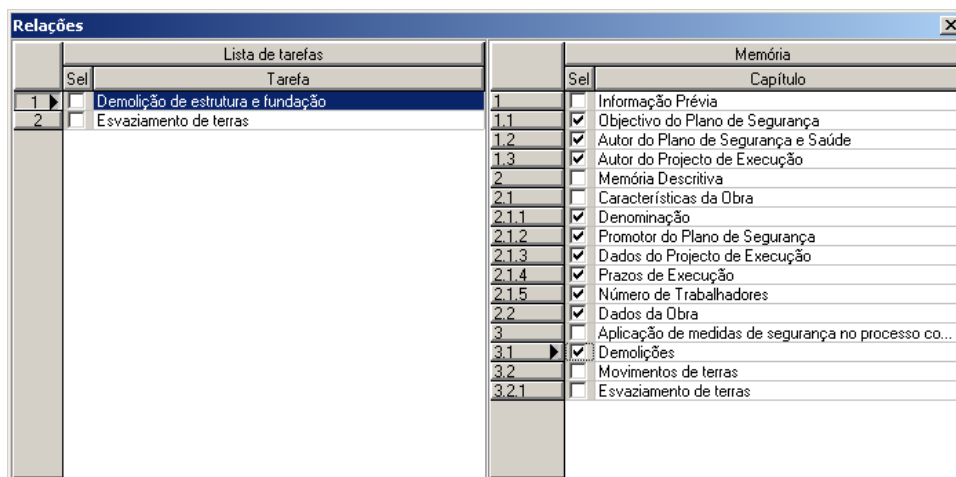 Relações
Lista de tarefas
Sel Tarefa
1 Demolição de estrutura e fundação
2 Esvaziamento de terras
Memória
Sel Capítulo
1 Informação Prévia
1.1 Objectivo do Plano de Segurança
1.2 Autor do Plano de Segurança e Saúde
1.3 Autor do Projecto de Execução
2 Memória Descritiva
2.1 Características da Obra
2.1.1 Denominação
2.1.2 Promotor do Plano de Segurança
2.1.3 Dados do Projecto de Execução
2.1.4 Prazos de Execução
2.1.5 Número de Trabalhadores
2.2 Dados da Obra
3 Aplicação de medidas de segurança no processo co...
3.1 Demolições
3.2 Movimentos de terras
3.2.1 Esvaziamento de terras